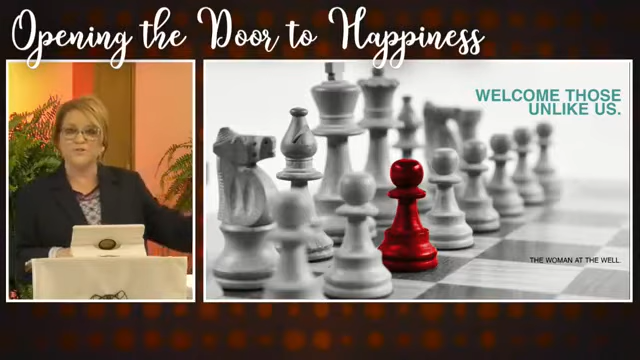 Opening the Door to Happiness
WELCOME THOSE
UNLIKE US.
THE WOMAN AT THE WELL.